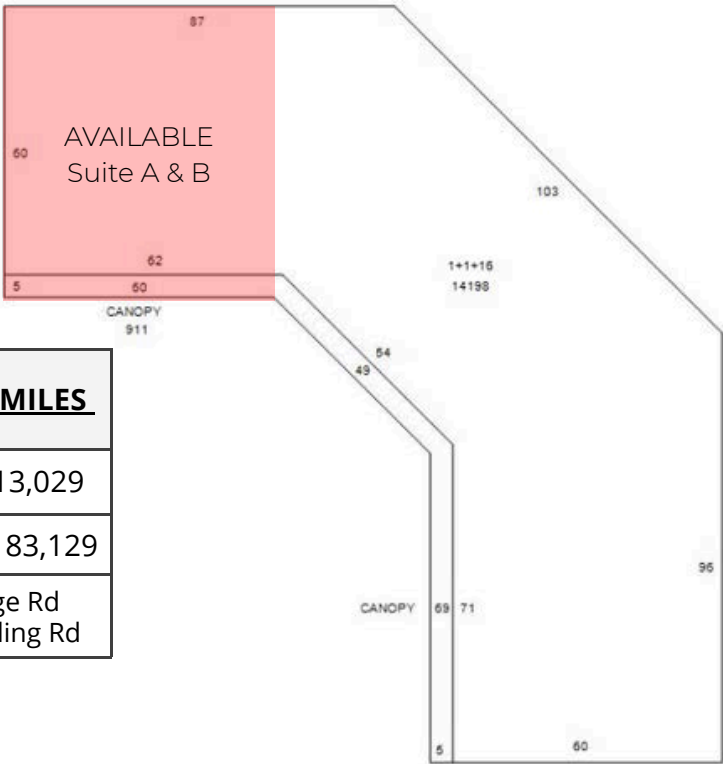 87
60
AVAILABLE
Suite A & B
103
62
1+1+16
14198
5
60
CANOPY
911
54
49
MILES
13,029
83,129
ge Rd
ling Rd
96
CANOPY
69
71
5
60